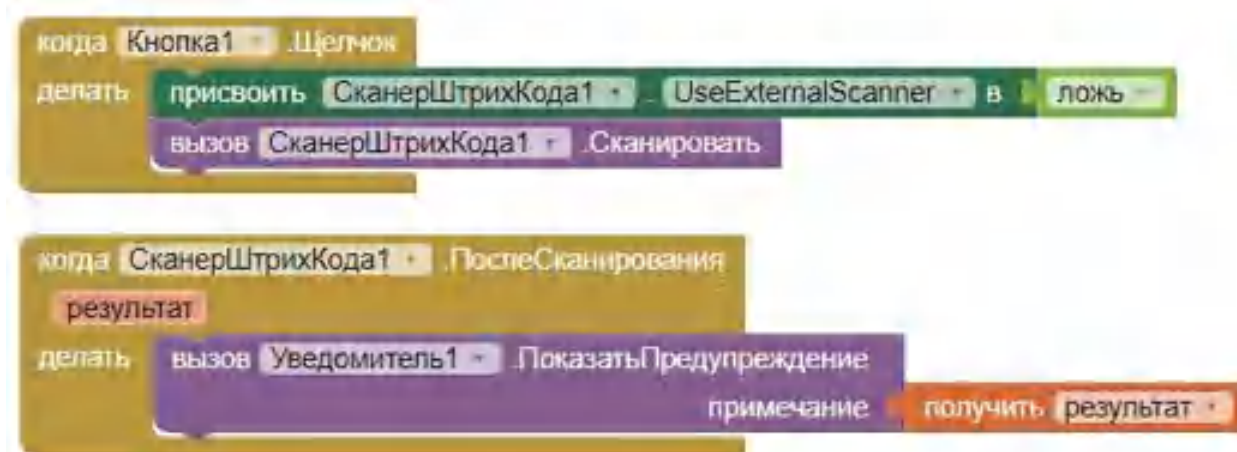 когда Кнопка1 .Щелчок
делать присвоить СканерШтрихКода1 . UseExternalScanner в ложь
вызов СканерШтрихКода1 .Сканировать
когда СканерШтрихКода1 .ПослеСканирования
результат
делать вызов Уведомитель1 .ПоказатьПредупреждение
примечание получить результат